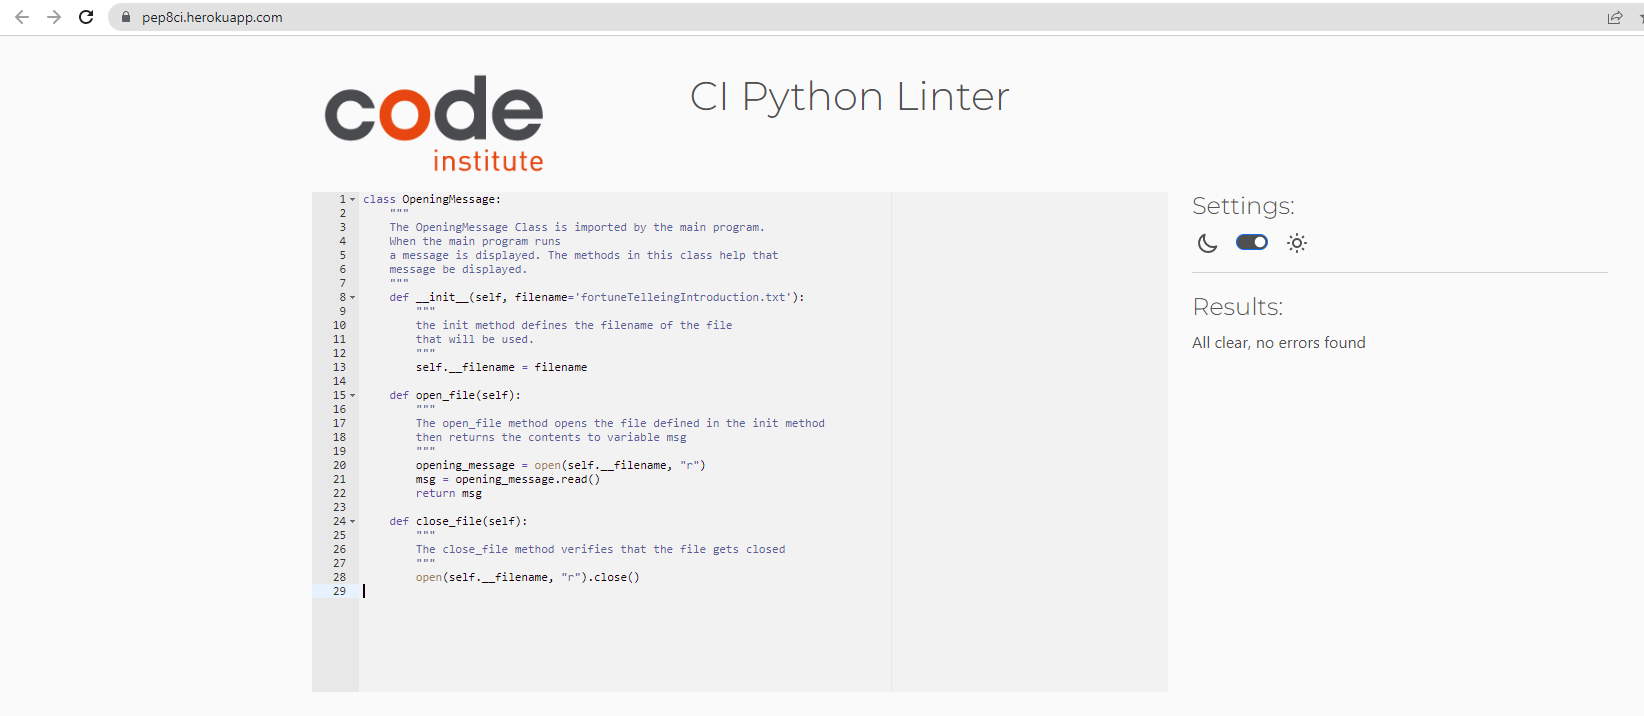 pep8ci.herokuapp.com
code
institute
CI Python Linter
1 class OpeningMessage:
2     """
3     The OpeningMessage Class is imported by the main program.
4     When the main program runs
5     a message is displayed. The methods in this class help that
6     message be displayed.
7     """
8     def __init__(self, filename='fortuneTelleingIntroduction.txt'):
9         """
10         the init method defines the filename of the file
11         that will be used.
12         """
13         self.__filename = filename
14
15     def open_file(self):
16         """
17         The open_file method opens the file defined in the init method
18         then returns the contents to variable msg
19         """
20         opening_message = open(self.__filename, "r")
21         msg = opening_message.read()
22         return msg
23
24     def close_file(self):
25         """
26         The close_file method verifies that the file gets closed
27         """
28         open(self.__filename, "r").close()
29
Settings:
Results:
All clear, no errors found